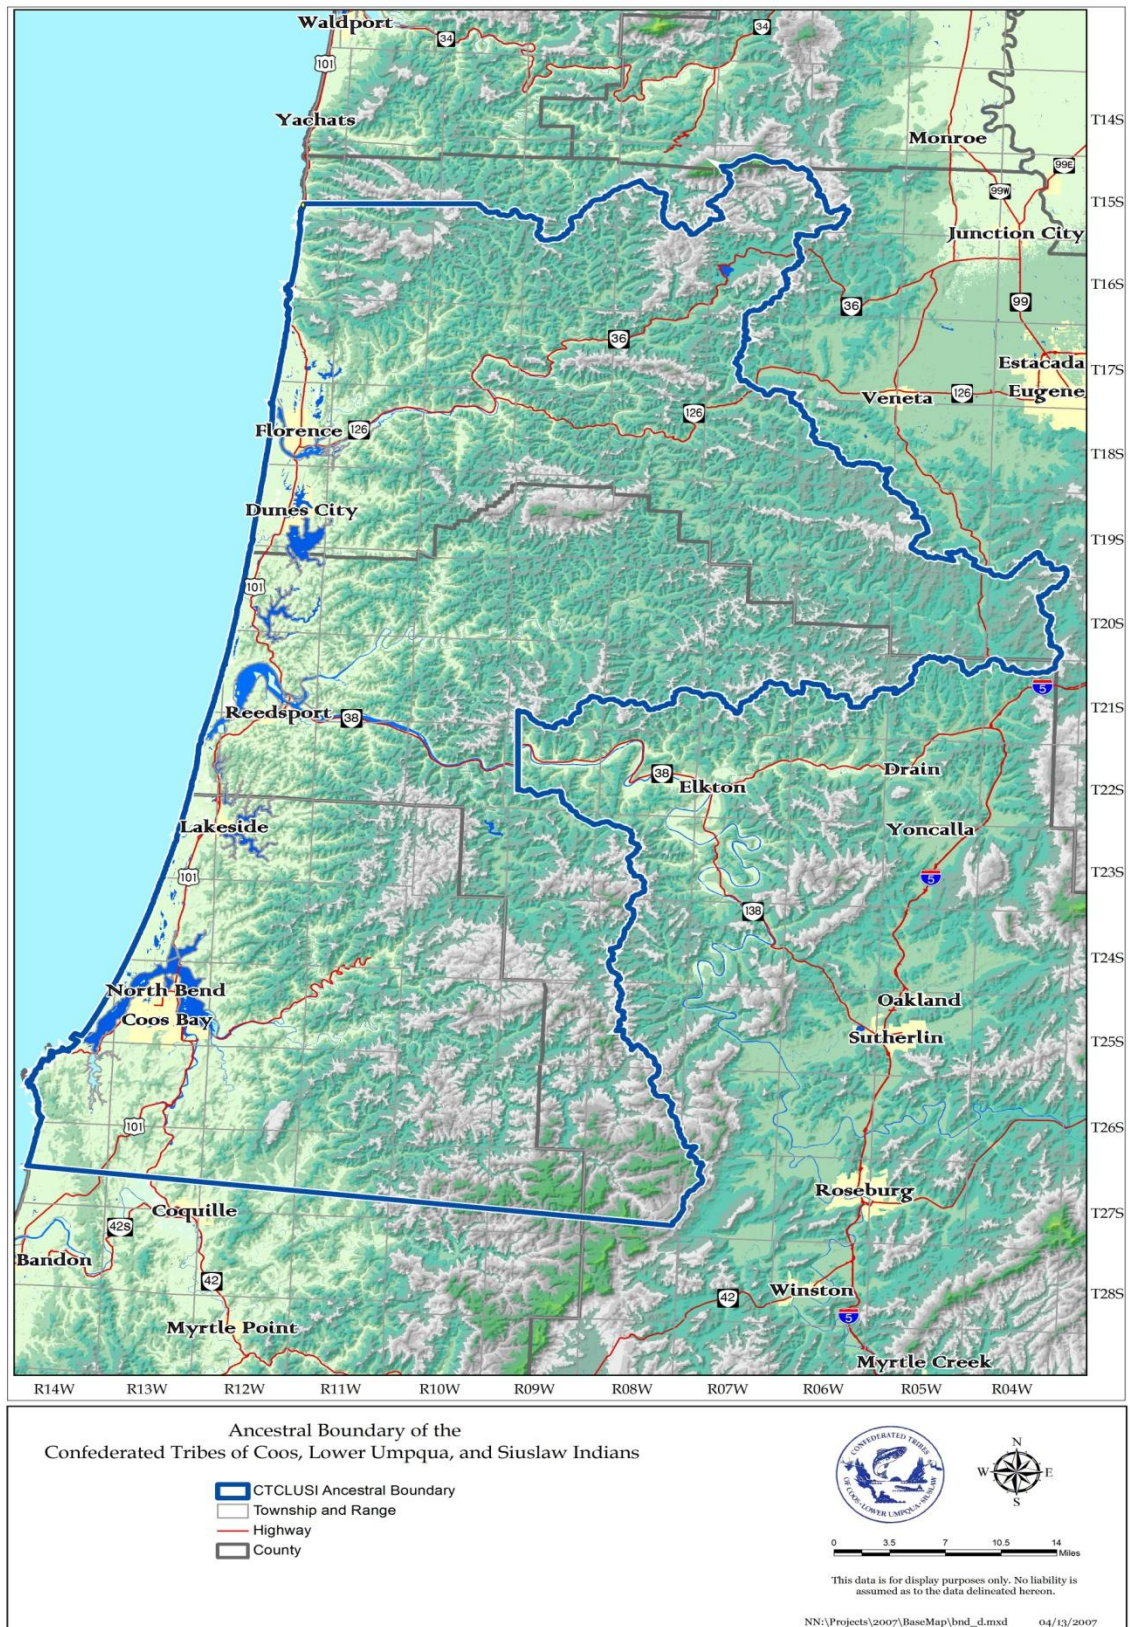 Waldport
34
34
101
Yachats
T14S
Monroe
99E
99W
T15S
Junction City
T16S
36
99
36
Estacada
T17S
Veneta
126
Eugene
126
Florence
126
T18S
Dunes City
T19S
101
T20S
5
T21S
Reedsport
38
Drain
38
Elkton
T22S
Lakeside
Yoncalla
101
5
T23S
138
T24S
North Bend
Oakland
Coos Bay
Sutherlin
T25S
101
T26S
Roseburg
Coquille
T27S
42S
Bandon
42
42
Winston
T28S
5
Myrtle Point
Myrtle Creek
R14W R13W R12W R11W R10W R09W R08W R07W R06W R05W R04W
Ancestral Boundary of the
Confederated Tribes of Coos, Lower Umpqua, and Siuslaw Indians
CTCLUSI Ancestral Boundary
Township and Range
Highway
County
CONFEDERATED TRIBES
OF COOS · LOWER UMPQUA · SIUSLAW
N
W E
S
0 3.5 7 10.5 14
Miles
This data is for display purposes only. No liability is
assumed as to the data delineated hereon.
NN:\Projects\2007\BaseMap\bnd_d.mxd 04/13/2007